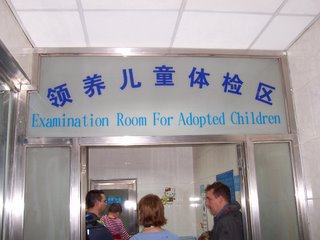 领养儿童体检区
Examination Room For Adopted Children